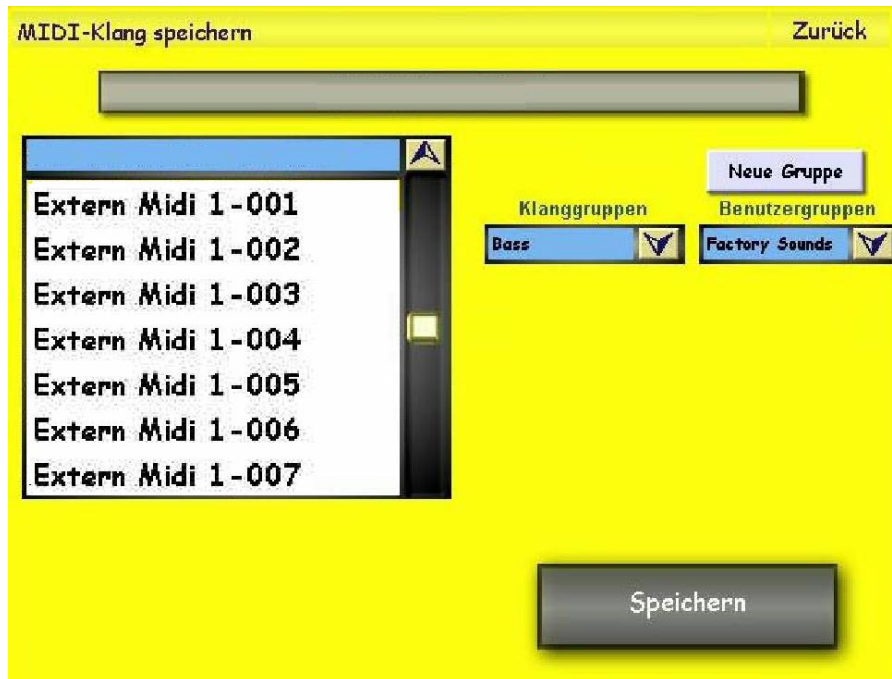 MIDI-Klang speichern
Zurück
Extern Midi 1-001
Extern Midi 1-002
Extern Midi 1-003
Extern Midi 1-004
Extern Midi 1-005
Extern Midi 1-006
Extern Midi 1-007
Neue Gruppe
Klanggruppen
Benutzergruppen
Bass
Factory Sounds
Speichern